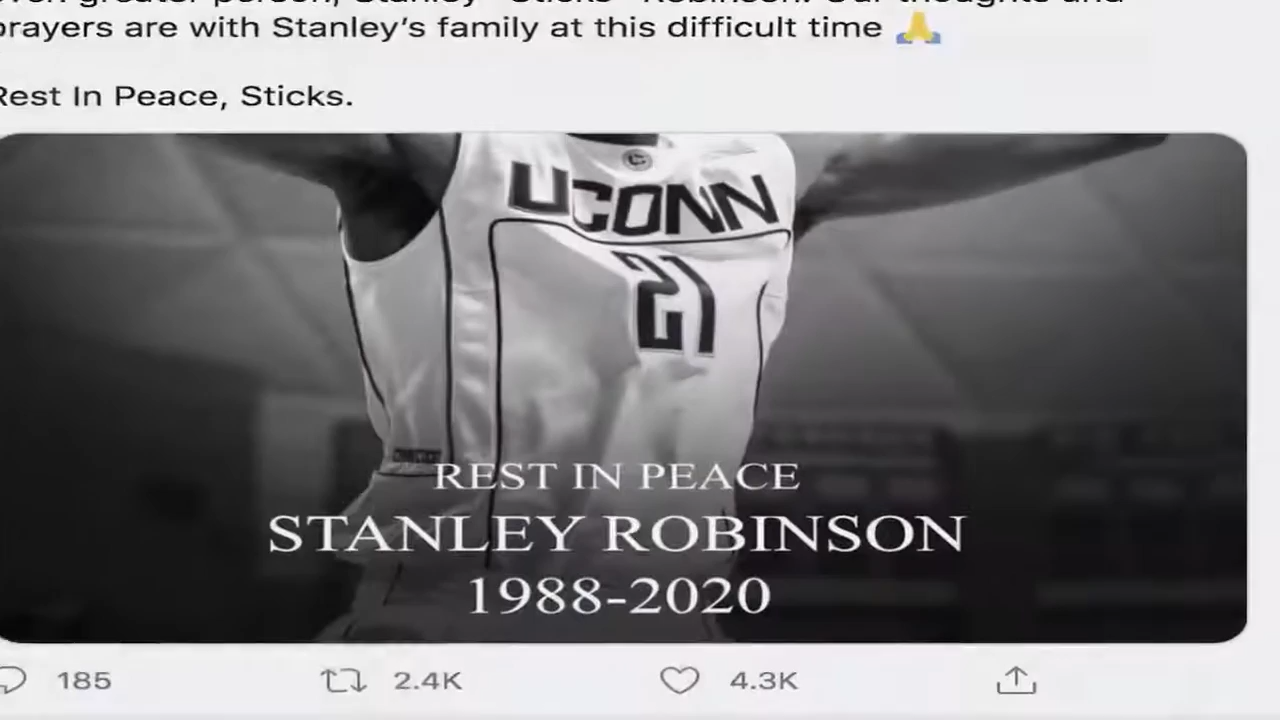 prayers are with Stanley's family at this difficult time 🙏
Rest In Peace, Sticks.
UCONN
21
REST IN PEACE
STANLEY ROBINSON
1988-2020
185 2.4K 4.3K